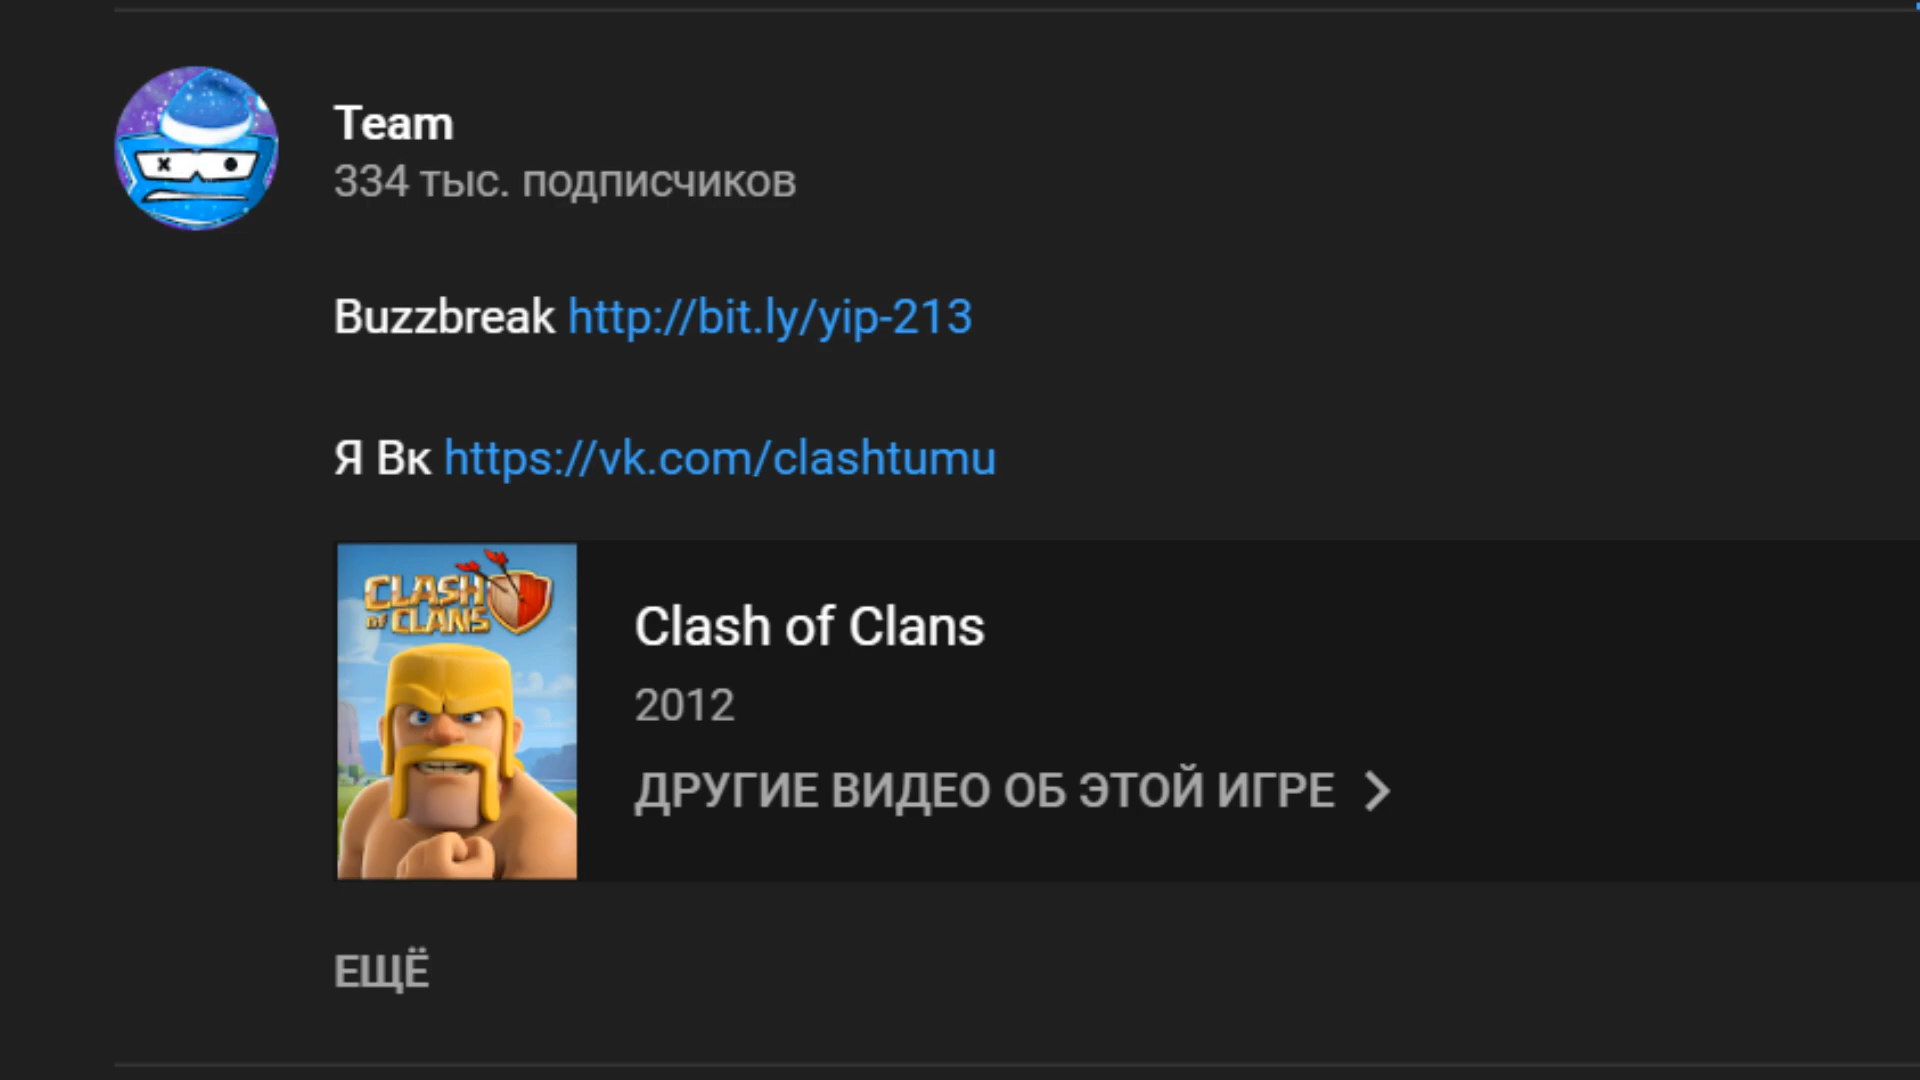 Team
334 тыс. подписчиков
Buzzbreak http://bit.ly/yip-213
Я Вк https://vk.com/clashtumu
CLASH
OF CLANS
Clash of Clans
2012
ДРУГИЕ ВИДЕО ОБ ЭТОЙ ИГРЕ
ЕЩЁ